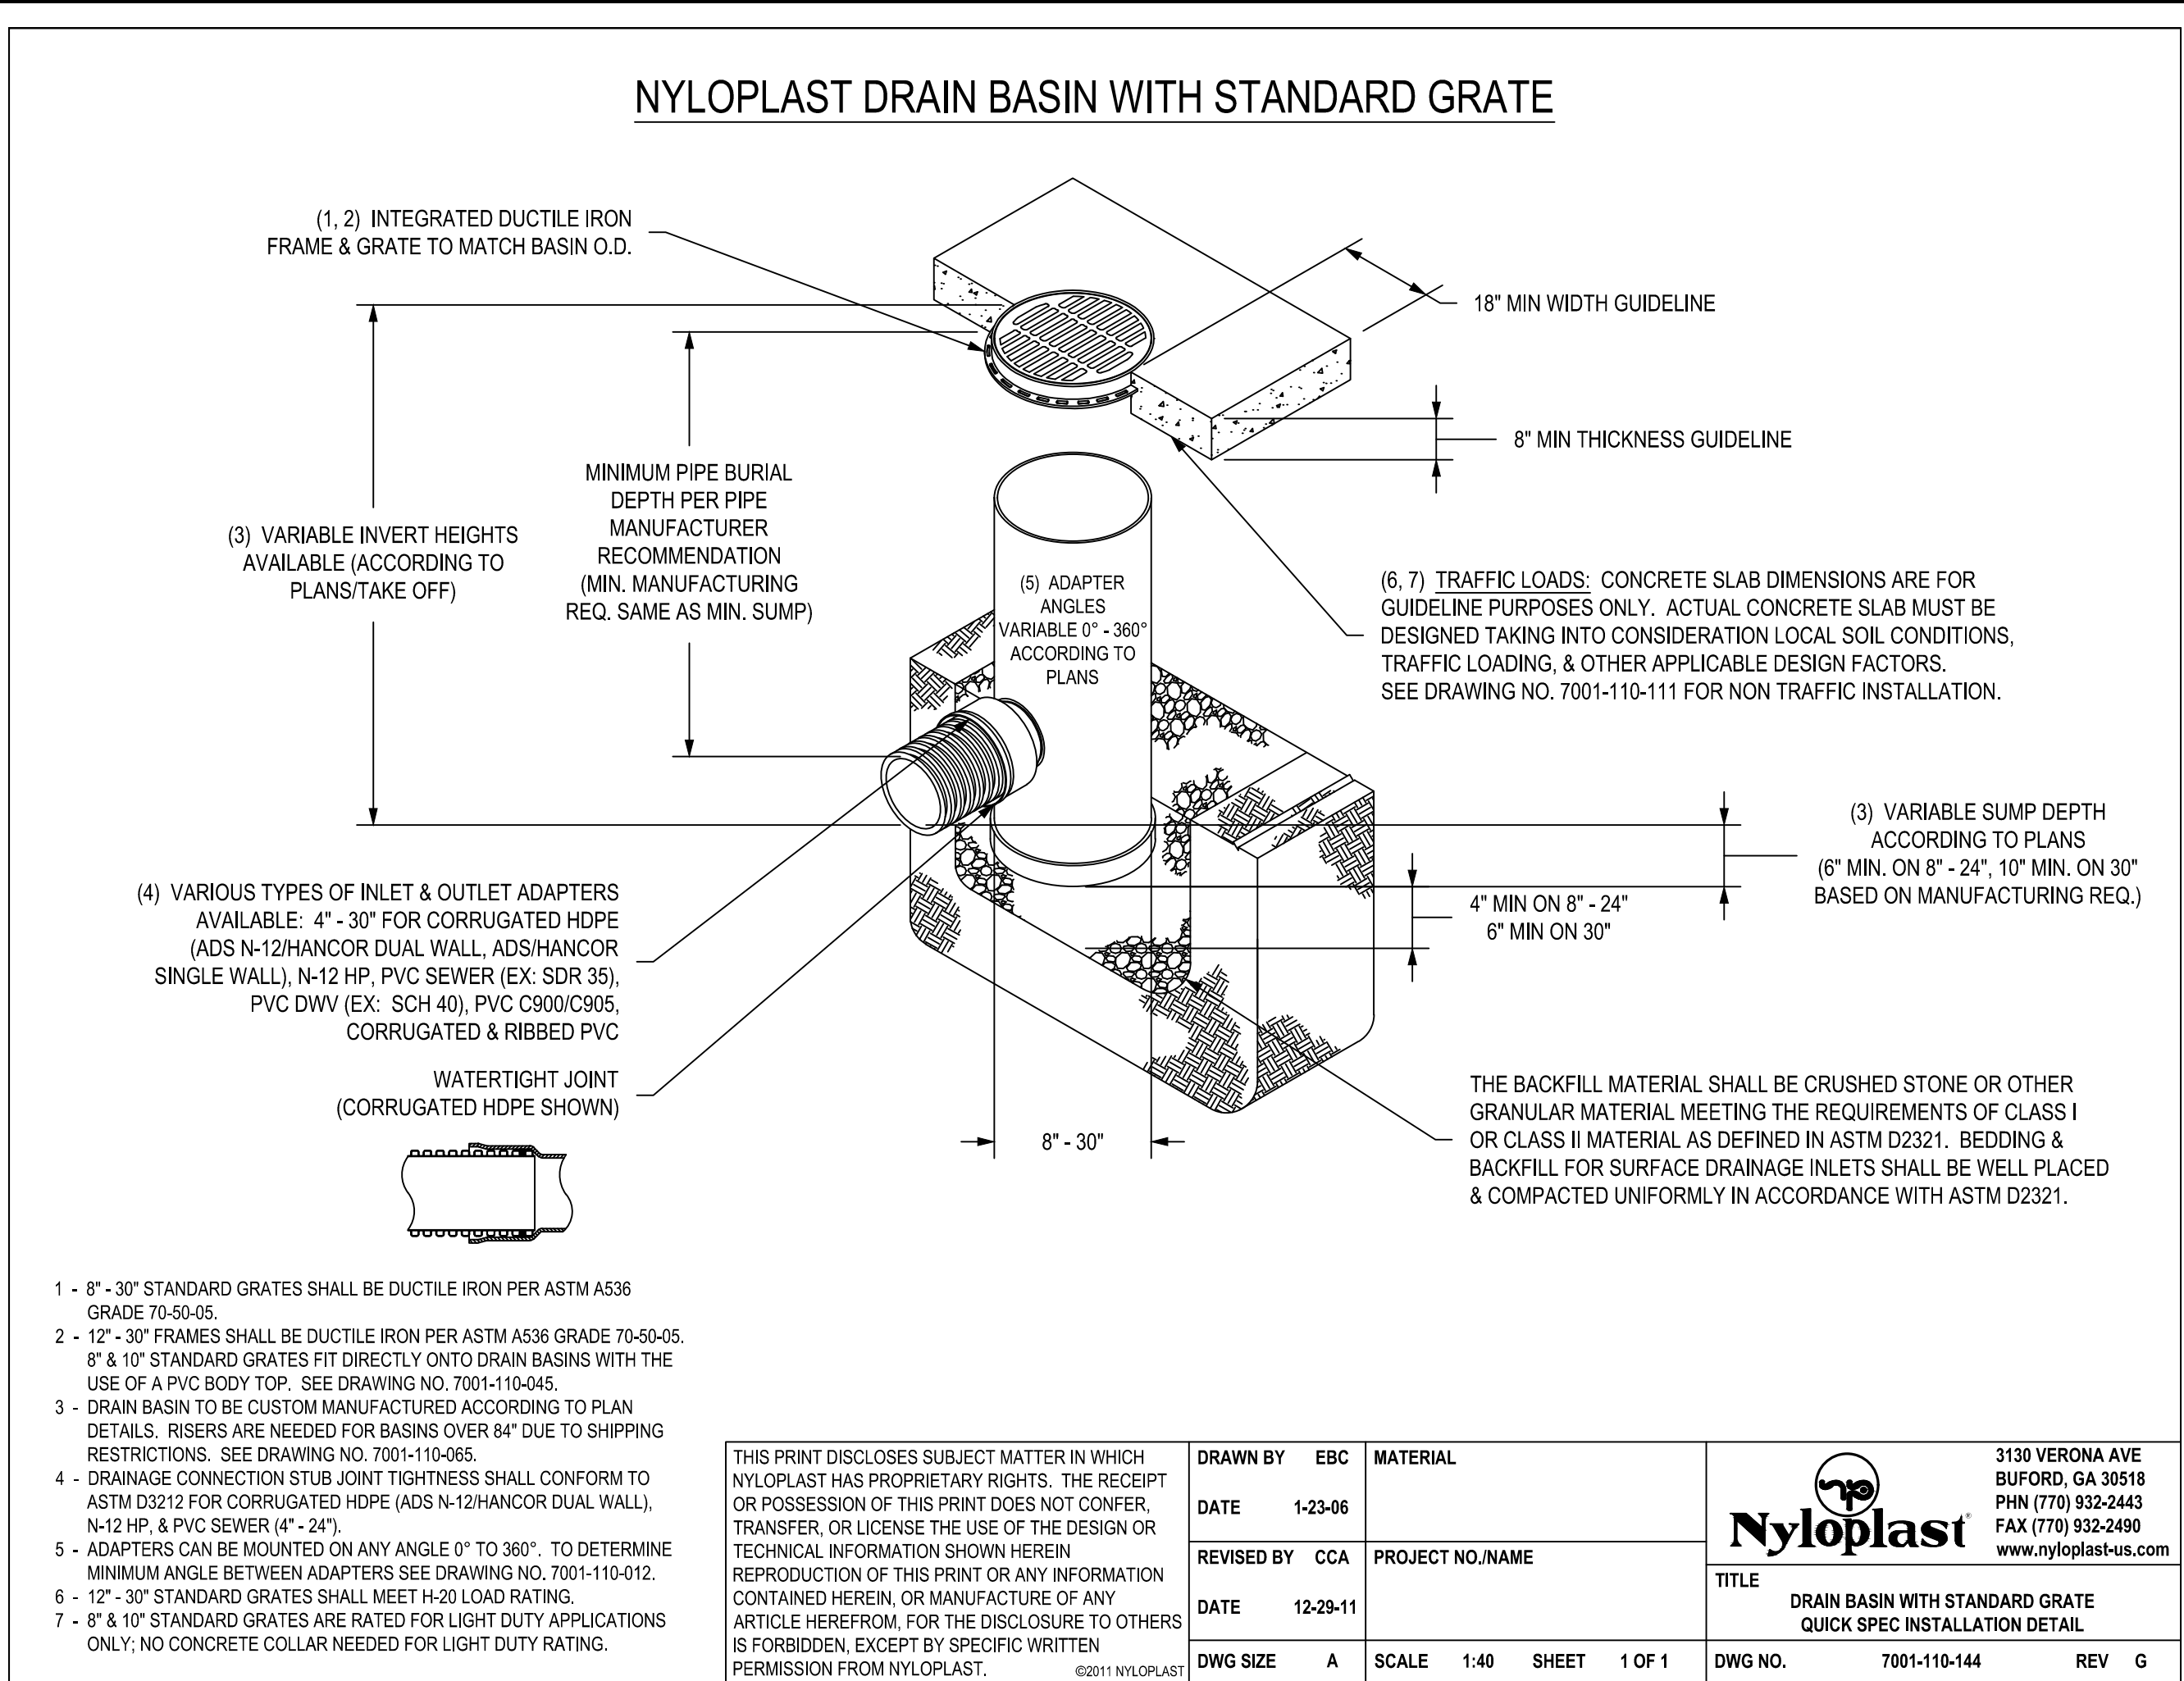 NYLOPLAST DRAIN BASIN WITH STANDARD GRATE
(1, 2) INTEGRATED DUCTILE IRON
FRAME & GRATE TO MATCH BASIN O.D.
18" MIN WIDTH GUIDELINE
8" MIN THICKNESS GUIDELINE
MINIMUM PIPE BURIAL
DEPTH PER PIPE
MANUFACTURER
RECOMMENDATION
(MIN. MANUFACTURING
REQ. SAME AS MIN. SUMP)
(3) VARIABLE INVERT HEIGHTS
AVAILABLE (ACCORDING TO
PLANS/TAKE OFF)
(5) ADAPTER
ANGLES
VARIABLE 0° - 360°
ACCORDING TO
PLANS
(6, 7) TRAFFIC LOADS: CONCRETE SLAB DIMENSIONS ARE FOR
GUIDELINE PURPOSES ONLY. ACTUAL CONCRETE SLAB MUST BE
DESIGNED TAKING INTO CONSIDERATION LOCAL SOIL CONDITIONS,
TRAFFIC LOADING, & OTHER APPLICABLE DESIGN FACTORS.
SEE DRAWING NO. 7001-110-111 FOR NON TRAFFIC INSTALLATION.
(3) VARIABLE SUMP DEPTH
ACCORDING TO PLANS
(6" MIN. ON 8" - 24", 10" MIN. ON 30"
BASED ON MANUFACTURING REQ.)
4" MIN ON 8" - 24"
6" MIN ON 30"
(4) VARIOUS TYPES OF INLET & OUTLET ADAPTERS
AVAILABLE: 4" - 30" FOR CORRUGATED HDPE
(ADS N-12/HANCOR DUAL WALL, ADS/HANCOR
SINGLE WALL), N-12 HP, PVC SEWER (EX: SDR 35),
PVC DWV (EX: SCH 40), PVC C900/C905,
CORRUGATED & RIBBED PVC
WATERTIGHT JOINT
(CORRUGATED HDPE SHOWN)
8" - 30"
THE BACKFILL MATERIAL SHALL BE CRUSHED STONE OR OTHER
GRANULAR MATERIAL MEETING THE REQUIREMENTS OF CLASS I
OR CLASS II MATERIAL AS DEFINED IN ASTM D2321. BEDDING &
BACKFILL FOR SURFACE DRAINAGE INLETS SHALL BE WELL PLACED
& COMPACTED UNIFORMLY IN ACCORDANCE WITH ASTM D2321.
1 - 8" - 30" STANDARD GRATES SHALL BE DUCTILE IRON PER ASTM A536
GRADE 70-50-05.
2 - 12" - 30" FRAMES SHALL BE DUCTILE IRON PER ASTM A536 GRADE 70-50-05.
8" & 10" STANDARD GRATES FIT DIRECTLY ONTO DRAIN BASINS WITH THE
USE OF A PVC BODY TOP. SEE DRAWING NO. 7001-110-045.
3 - DRAIN BASIN TO BE CUSTOM MANUFACTURED ACCORDING TO PLAN
DETAILS. RISERS ARE NEEDED FOR BASINS OVER 84" DUE TO SHIPPING
RESTRICTIONS. SEE DRAWING NO. 7001-110-065.
4 - DRAINAGE CONNECTION STUB JOINT TIGHTNESS SHALL CONFORM TO
ASTM D3212 FOR CORRUGATED HDPE (ADS N-12/HANCOR DUAL WALL),
N-12 HP, & PVC SEWER (4" - 24").
5 - ADAPTERS CAN BE MOUNTED ON ANY ANGLE 0° TO 360°. TO DETERMINE
MINIMUM ANGLE BETWEEN ADAPTERS SEE DRAWING NO. 7001-110-012.
6 - 12" - 30" STANDARD GRATES SHALL MEET H-20 LOAD RATING.
7 - 8" & 10" STANDARD GRATES ARE RATED FOR LIGHT DUTY APPLICATIONS
ONLY; NO CONCRETE COLLAR NEEDED FOR LIGHT DUTY RATING.
THIS PRINT DISCLOSES SUBJECT MATTER IN WHICH
NYLOPLAST HAS PROPRIETARY RIGHTS. THE RECEIPT
OR POSSESSION OF THIS PRINT DOES NOT CONFER,
TRANSFER, OR LICENSE THE USE OF THE DESIGN OR
TECHNICAL INFORMATION SHOWN HEREIN
REPRODUCTION OF THIS PRINT OR ANY INFORMATION
CONTAINED HEREIN, OR MANUFACTURE OF ANY
ARTICLE HEREFROM, FOR THE DISCLOSURE TO OTHERS
IS FORBIDDEN, EXCEPT BY SPECIFIC WRITTEN
PERMISSION FROM NYLOPLAST. ©2011 NYLOPLAST
DRAWN BY EBC
DATE 1-23-06
REVISED BY CCA
DATE 12-29-11
DWG SIZE A
MATERIAL
PROJECT NO./NAME
SCALE 1:40 SHEET 1 OF 1
Nyloplast®
3130 VERONA AVE
BUFORD, GA 30518
PHN (770) 932-2443
FAX (770) 932-2490
www.nyloplast-us.com
TITLE
DRAIN BASIN WITH STANDARD GRATE
QUICK SPEC INSTALLATION DETAIL
DWG NO. 7001-110-144 REV G